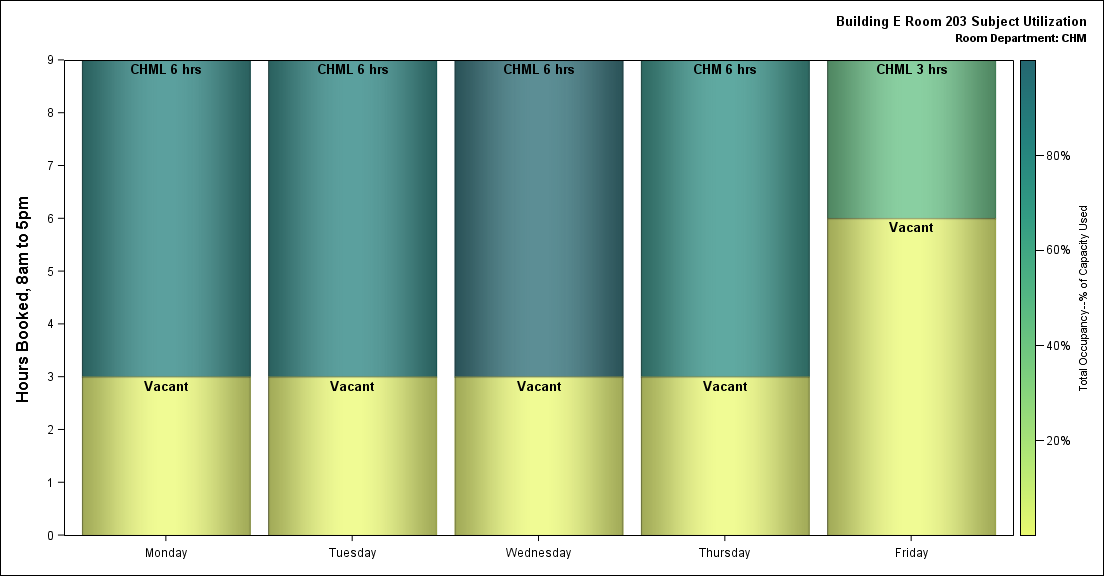 Building E Room 203 Subject Utilization
Room Department: CHM
Hours Booked, 8am to 5pm
9
8
7
6
5
4
3
2
1
0
CHML 6 hrs
CHML 6 hrs
CHML 6 hrs
CHM 6 hrs
CHML 3 hrs
Vacant
Vacant
Vacant
Vacant
Vacant
Monday
Tuesday
Wednesday
Thursday
Friday
80%
60%
40%
20%
Total Occupancy--% of Capacity Used